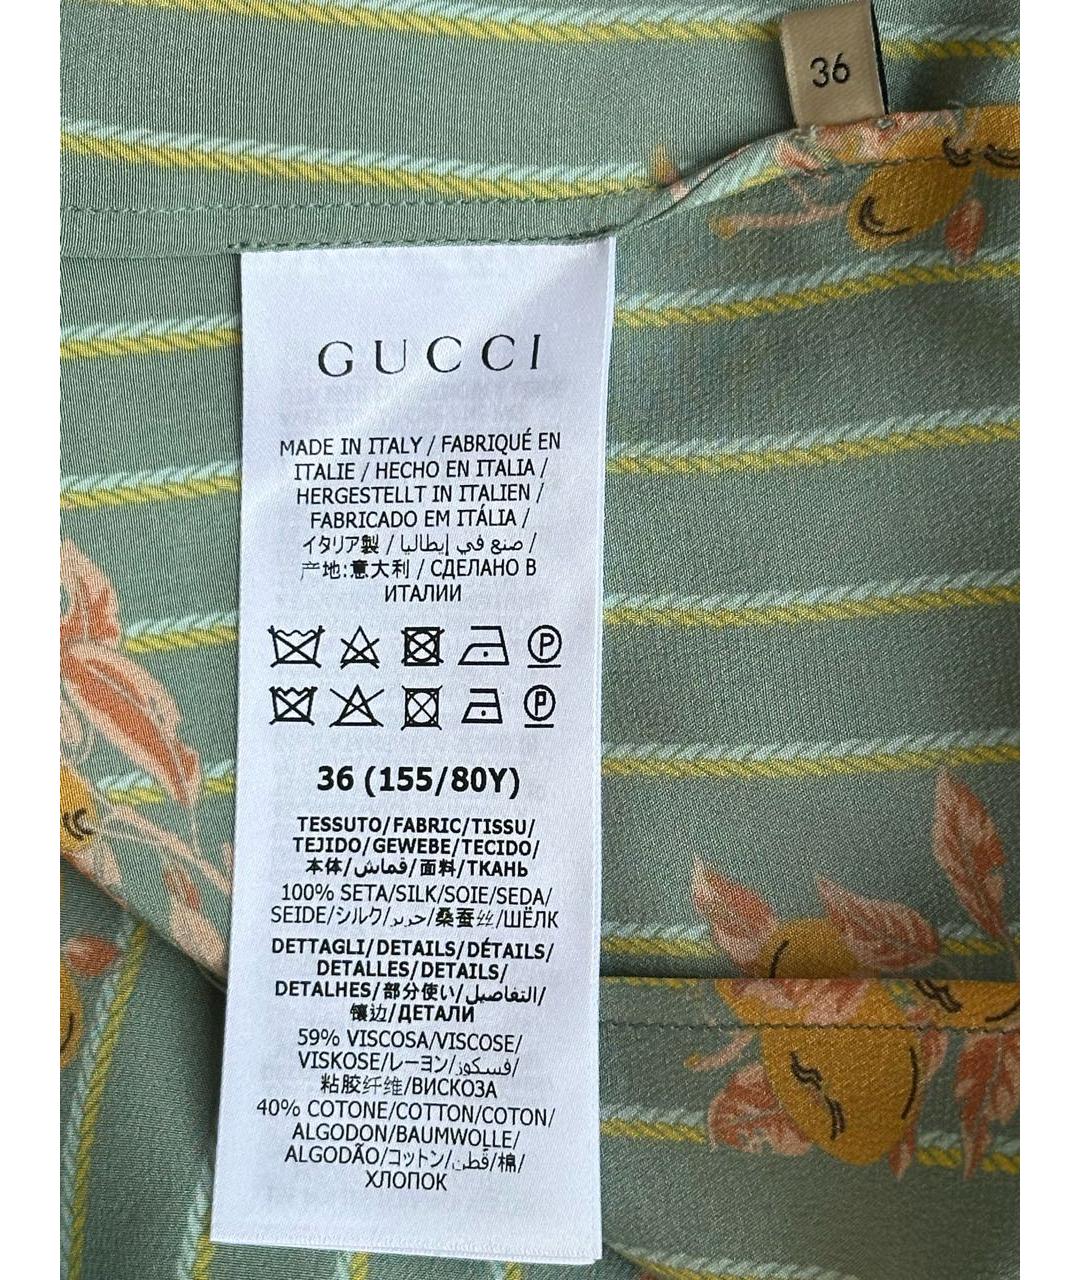 36
GUCCI
MADE IN ITALY / FABRIQUÉ EN
ITALIE / HECHO EN ITALIA /
HERGESTELLT IN ITALIEN /
FABRICADO EM ITÁLIA /
イタリア製 / صنع في إيطاليا /
产地:意大利 / СДЕЛАНО В
ИТАЛИИ
P
P
36 (155/80Y)
TESSUTO/FABRIC/TISSU/
TEJIDO/GEWEBE/TECIDO/
本体/قماش/面料/ТКАНЬ
100% SETA/SILK/SOIE/SEDA/
SEIDE/シルク/حرير/桑蚕丝/ШЁЛК
DETTAGLI/DETAILS/DÉTAILS/
DETALLES/DETAILS/
DETALHES/部分使い/التفاصيل/
镶边/ДЕТАЛИ
59% VISCOSA/VISCOSE/
VISKOSE/レーヨン/فسكوز/
粘胶纤维/ВИСКОЗА
40% COTONE/COTTON/COTON/
ALGODON/BAUMWOLLE/
ALGODÃO/コットン/قطن/棉/
ХЛОПОК